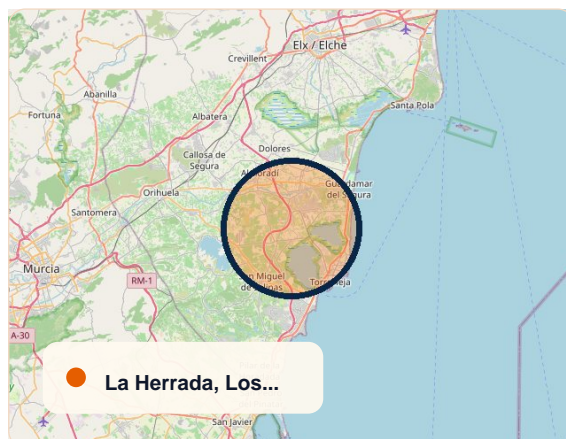 Elx / Elche
Crevillent
Abanilla
Fortuna
Albatera
Santa Pola
Dolores
Callosa de
Segura
Almoradí
Orihuela
Guardamar
del Segura
Santomera
Murcia
RM-1
San Miguel
de Salinas
Torrevieja
A-30
La Herrada, Los...
San Javier